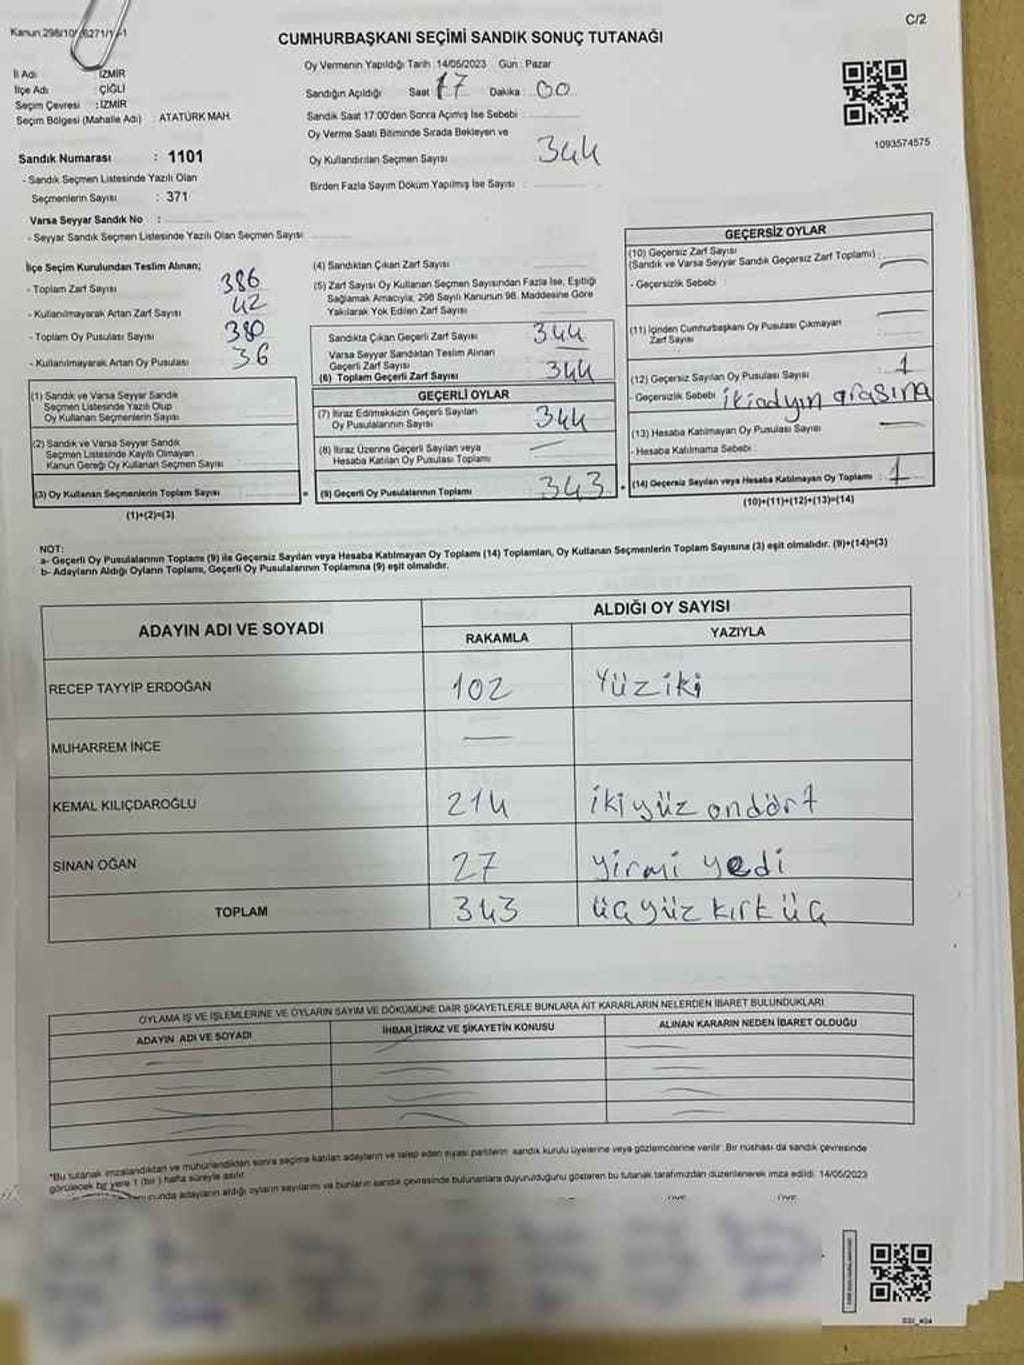 C/2
Kanun:298/10
CUMHURBAŞKANI SEÇİMİ SANDIK SONUÇ TUTANAĞI
Oy Vermenin Yapıldığı Tarih :14/05/2023 Gün : Pazar
Sandığın Açıldığı Saat 17 Dakika : 00
Sandık Saat 17:00'den Sonra Açımış İse Sebebi :
Oy Verme Saati Bitiminde Sırada Bekleyen ve
Oy Kullandırılan Seçmen Sayısı 344
Birden Fazla Sayım Döküm Yapılmış İse Sayısı :
İl Adı : İZMİR
İlçe Adı : ÇİĞLİ
Seçim Çevresi : İZMİR
Seçim Bölgesi (Mahalle Adı) : ATATÜRK MAH.
Sandık Numarası : 1101
- Sandık Seçmen Listesinde Yazılı Olan
Seçmenlerin Sayısı : 371
Varsa Seyyar Sandık No :
- Seyyar Sandık Seçmen Listesinde Yazılı Olan Seçmen Sayısı
1093574575
İlçe Seçim Kurulundan Teslim Alınan;
- Toplam Zarf Sayısı 386
- Kullanılmayarak Artan Zarf Sayısı : 42
- Toplam Oy Pusulası Sayısı : 380
- Kullanılmayarak Artan Oy Pusulası : 36
(1) Sandık ve Varsa Seyyar Sandık
Seçmen Listesinde Yazılı Olup
Oy Kullanan Seçmenlerin Sayısı
(2) Sandık ve Varsa Seyyar Sandık
Seçmen Listesinde Kayıtlı Olmayan
Kanun Gereği Oy Kullanan Seçmen Sayısı
(3) Oy Kullanan Seçmenlerin Toplam Sayısı
(1)+(2)=(3)
(4) Sandıktan Çıkan Zarf Sayısı
(5) Zarf Sayısı Oy Kullanan Seçmen Sayısından Fazla İse, Eşitliği
Sağlamak Amacıyla, 298 Sayılı Kanunun 98. Maddesine Göre
Yakılarak Yok Edilen Zarf Sayısı
Sandıkta Çıkan Geçerli Zarf Sayısı 344
Varsa Seyyar Sandıktan Teslim Alınan
Geçerli Zarf Sayısı
(6) Toplam Geçerli Zarf Sayısı 344
GEÇERLİ OYLAR
(7) İtiraz Edilmeksizin Geçerli Sayılan
Oy Pusulalarının Sayısı 344
(8) İtiraz Üzerine Geçerli Sayılan veya
Hesaba Katılan Oy Pusulası Toplamı
= (9) Geçerli Oy Pusulalarının Toplamı 343 +
GEÇERSİZ OYLAR
(10) Geçersiz Zarf Sayısı
(Sandık ve Varsa Seyyar Sandık Geçersiz Zarf Toplamı) :
- Geçersizlik Sebebi :
(11) İçinden Cumhurbaşkanı Oy Pusulası Çıkmayan
Zarf Sayısı
(12) Geçersiz Sayılan Oy Pusulası Sayısı 1
- Geçersizlik Sebebi iki adyın arasına
(13) Hesaba Katılmayan Oy Pusulası Sayısı
- Hesaba Katılmama Sebebi
(14) Geçersiz Sayılan veya Hesaba Katılmayan Oy Toplamı : 1
(10)+(11)+(12)+(13)=(14)
NOT:
a- Geçerli Oy Pusulalarının Toplamı (9) ile Geçersiz Sayılan veya Hesaba Katılmayan Oy Toplamı (14) Toplamları, Oy Kullanan Seçmenlerin Toplam Sayısına (3) eşit olmalıdır. (9)+(14)=(3)
b- Adayların Aldığı Oyların Toplamı, Geçerli Oy Pusulalarının Toplamına (9) eşit olmalıdır.
ADAYIN ADI VE SOYADI
ALDIĞI OY SAYISI
RAKAMLA YAZIYLA
RECEP TAYYİP ERDOĞAN 102 Yüz iki
MUHARREM İNCE
KEMAL KILIÇDAROĞLU 214 iki yüz ondört
SİNAN OĞAN 27 yirmi yedi
TOPLAM 343 üç yüz kırk üç
OYLAMA İŞ VE İŞLEMLERİNE VE OYLARIN SAYIM VE DÖKÜMÜNE DAİR ŞİKAYETLERLE BUNLARA AİT KARARLARIN NELERDEN İBARET BULUNDUKLARI
ADAYIN ADI VE SOYADI İHBAR İTİRAZ VE ŞİKAYETİN KONUSU ALINAN KARARIN NEDEN İBARET OLDUĞU
*Bu tutanak imzalandıktan ve mühürlendikten sonra seçime katılan adayların ve talep eden siyasi partilerin sandık kurulu üyelerine veya gözlemcilerine verilir. Bir nüshası da sandık çevresinde
görülecek bir yere 1 (bir) hafta süreyle asılır.
adayların aldığı oyların sayılarını ve bunların sandık çevresinde bulunanlara duyurulduğunu gösteren bu tutanak tarafımızdan düzenlenerek imza edildi. 14/05/2023